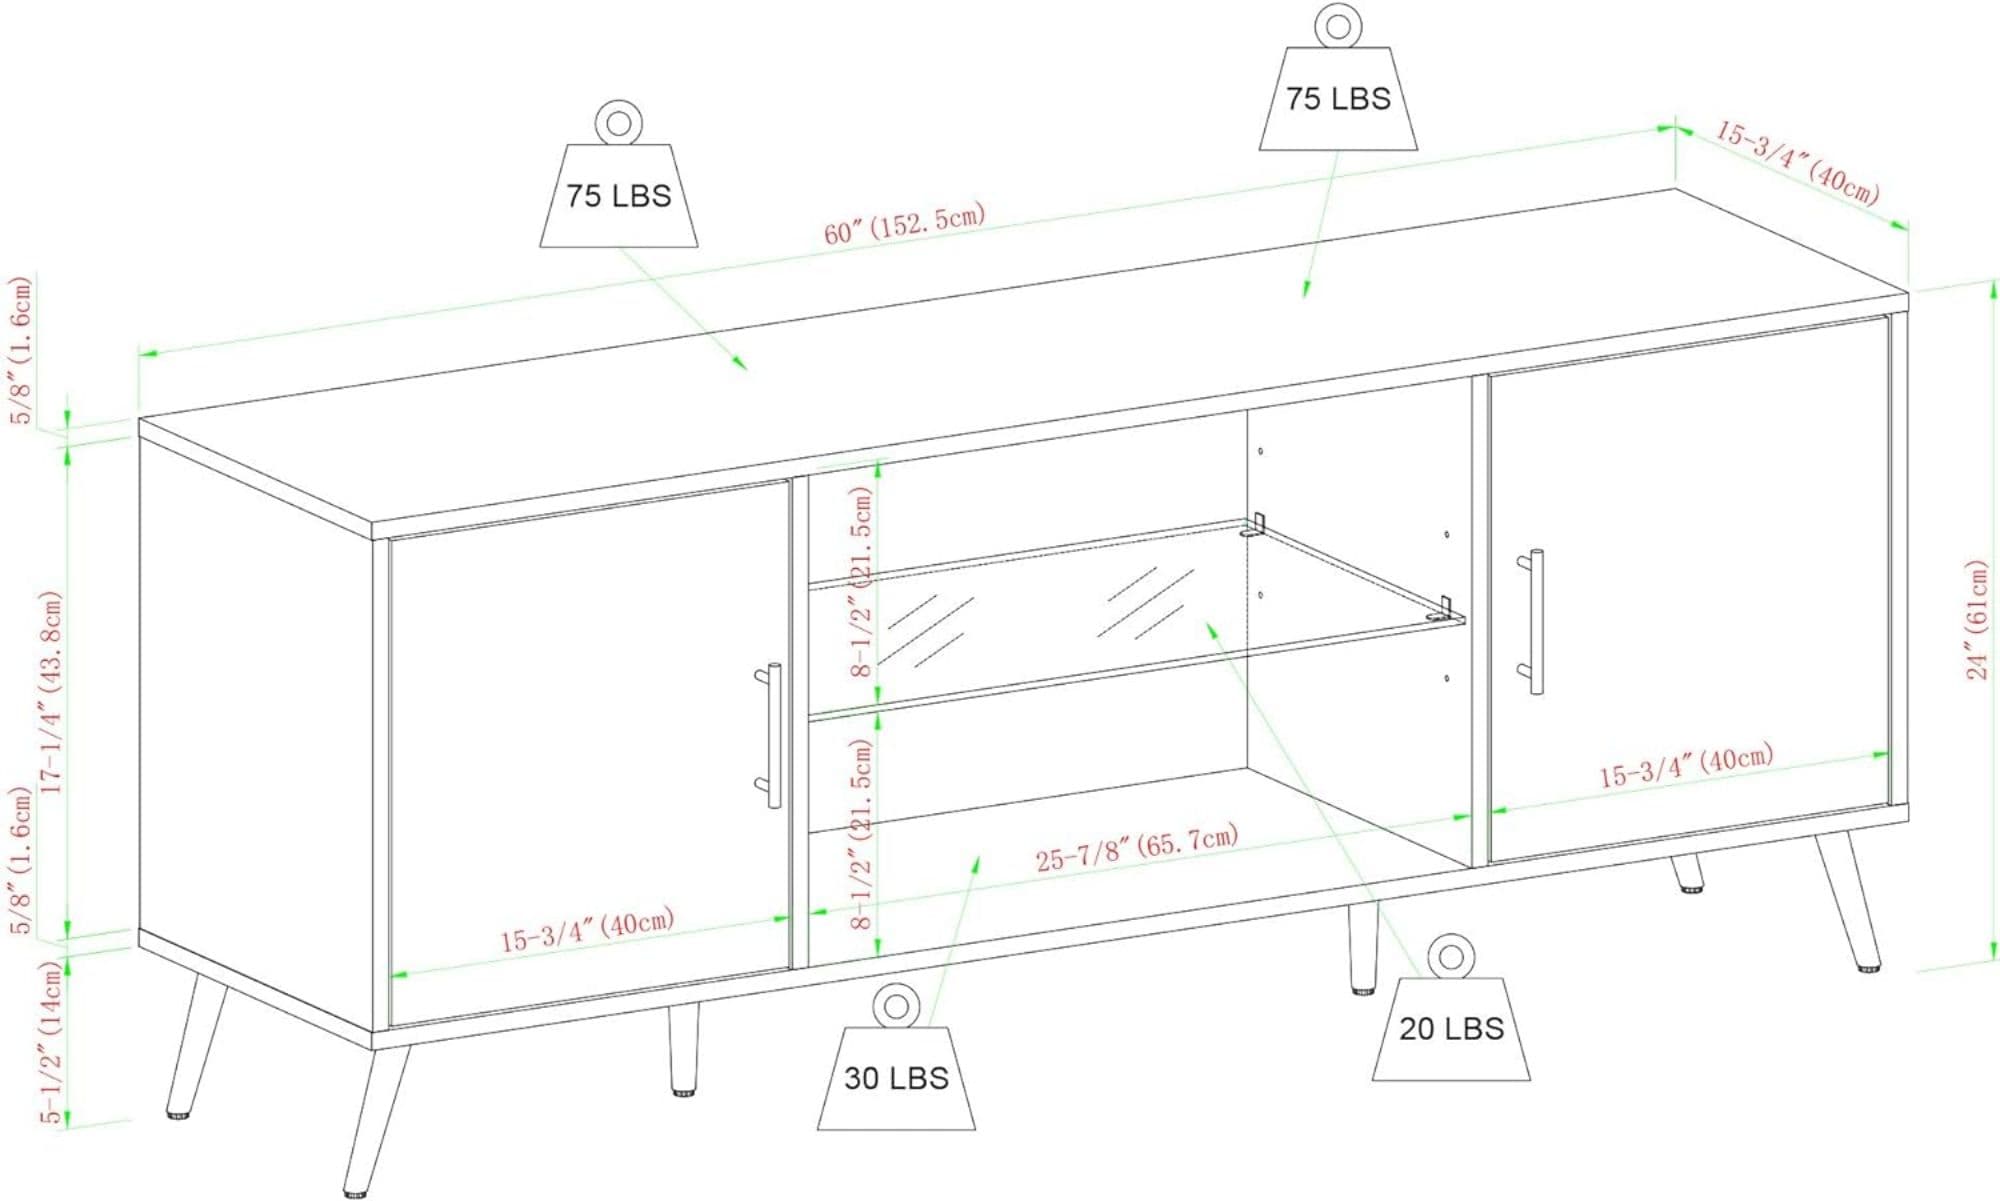 75 LBS
15-3/4"(40cm)
75 LBS
60"(152.5cm)
5/8"(1.6cm)
8-1/2"(21.5cm)
17-1/4"(43.8cm)
24"(61cm)
15-3/4"(40cm)
5/8"(1.6cm)
8-1/2"(21.5cm)
25-7/8"(65.7cm)
15-3/4"(40cm)
5-1/2"(14cm)
20 LBS
30 LBS